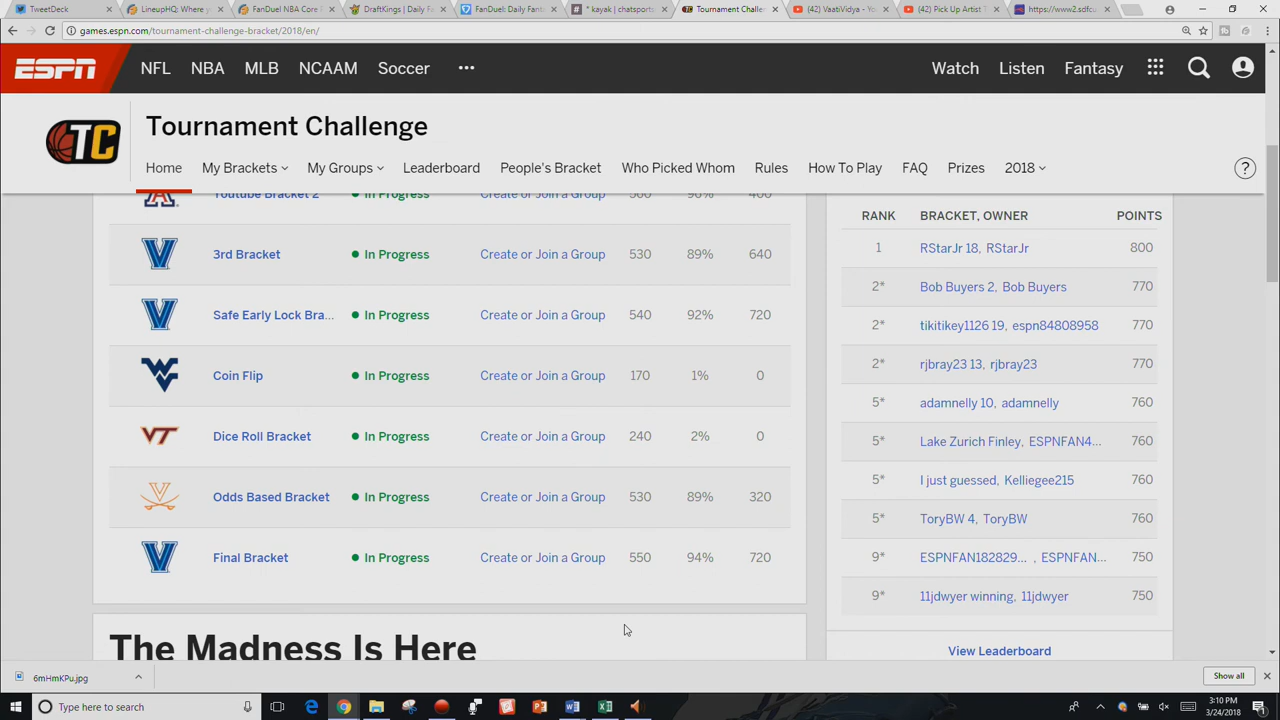 TweetDeck
LineupHQ: Where y
FanDuel NBA Core
DraftKings | Daily Fa
FanDuel: Daily Fanta
* kayak | chatsports
Tournament Challen
(42) VaatiVidya - Yo
(42) Pick Up Artist T
https://www2.sdfcu
games.espn.com/tournament-challenge-bracket/2018/en/
ESPN NFL NBA MLB NCAAM Soccer ••• Watch Listen Fantasy
TC Tournament Challenge
Home My Brackets My Groups Leaderboard People's Bracket Who Picked Whom Rules How To Play FAQ Prizes 2018 ?
Youtube Bracket 2 In Progress Create or Join a Group
3rd Bracket In Progress Create or Join a Group 530 89% 640
Safe Early Lock Bra... In Progress Create or Join a Group 540 92% 720
Coin Flip In Progress Create or Join a Group 170 1% 0
VT Dice Roll Bracket In Progress Create or Join a Group 240 2% 0
Odds Based Bracket In Progress Create or Join a Group 530 89% 320
Final Bracket In Progress Create or Join a Group 550 94% 720
The Madness Is Here
RANK BRACKET, OWNER POINTS
1 RStarJr 18, RStarJr 800
2* Bob Buyers 2, Bob Buyers 770
2* tikitikey1126 19, espn84808958 770
2* rjbray23 13, rjbray23 770
5* adamnelly 10, adamnelly 760
5* Lake Zurich Finley, ESPNFAN4... 760
5* I just guessed, Kelliegee215 760
5* ToryBW 4, ToryBW 760
9* ESPNFAN182829... , ESPNFAN... 750
9* 11jdwyer winning, 11jdwyer 750
View Leaderboard
6mHmKPu.jpg
Show all
Type here to search
3:10 PM
3/24/2018